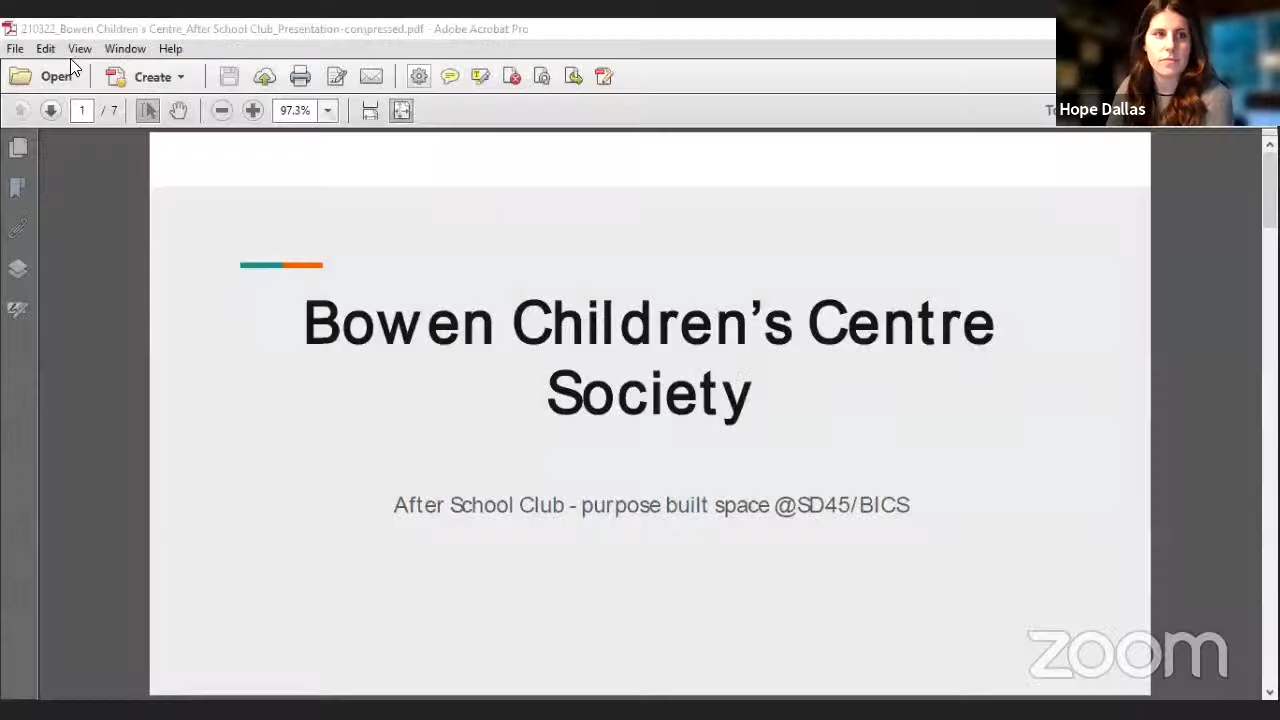 210322_Bowen Children's Centre_After School Club_Presentation-compressed.pdf - Adobe Acrobat Pro
File Edit View Window Help
Open Create
1 / 7 97.3%
Hope Dallas
Bowen Children's Centre
Society
After School Club - purpose built space @SD45/BICS
zoom